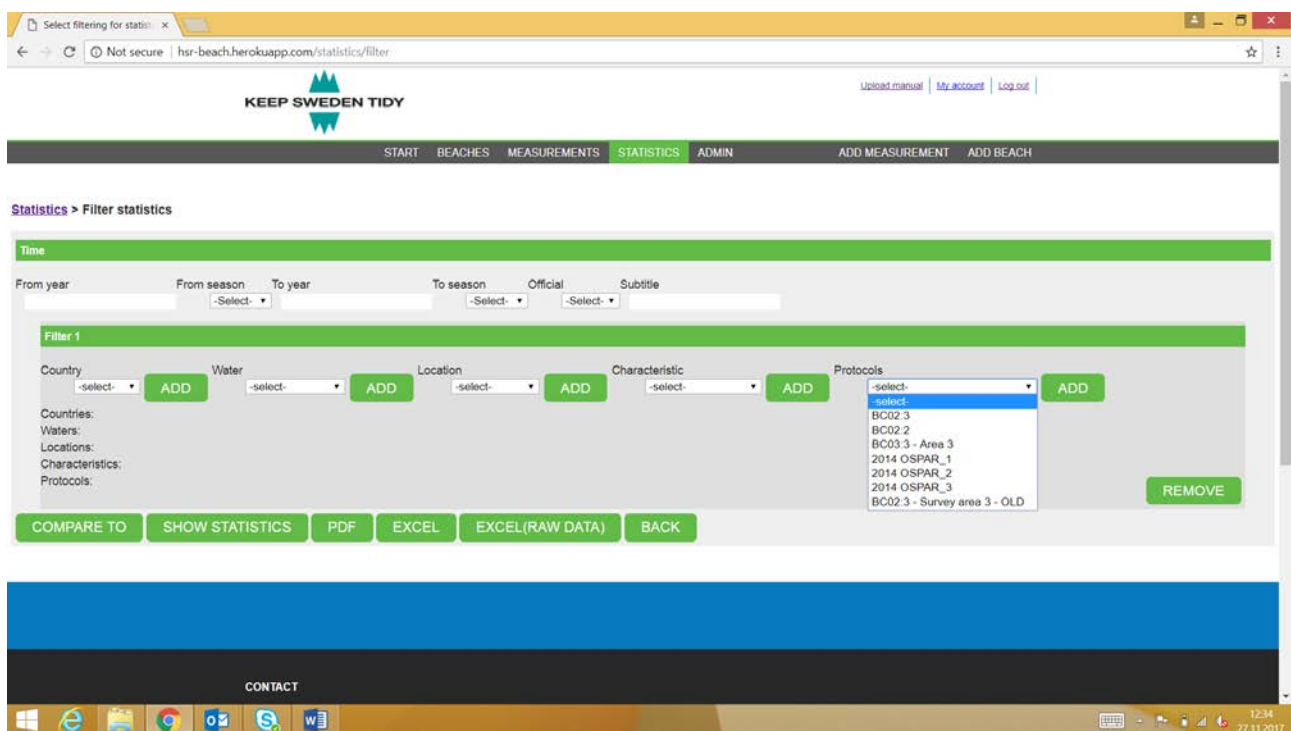 Select filtering for statist
Not secure | hsr-beach.herokuapp.com/statistics/filter
KEEP SWEDEN TIDY
Upload manual My account Log out
START BEACHES MEASUREMENTS STATISTICS ADMIN ADD MEASUREMENT ADD BEACH
Statistics > Filter statistics
Time
From year From season To year To season Official Subtitle
-Select- -Select- -Select-
Filter 1
Country Water Location Characteristic Protocols
-select- ADD -select- ADD -select- ADD -select- ADD -select- ADD
-select-
Countries:
BC02:3
Waters:
BC02:2
Locations:
BC03:3 - Area 3
Characteristics:
2014 OSPAR_1
2014 OSPAR_2
Protocols:
2014 OSPAR_3
BC02:3 - Survey area 3 - OLD
REMOVE
COMPARE TO SHOW STATISTICS PDF EXCEL EXCEL(RAW DATA) BACK
CONTACT
12:34
27.11.2017